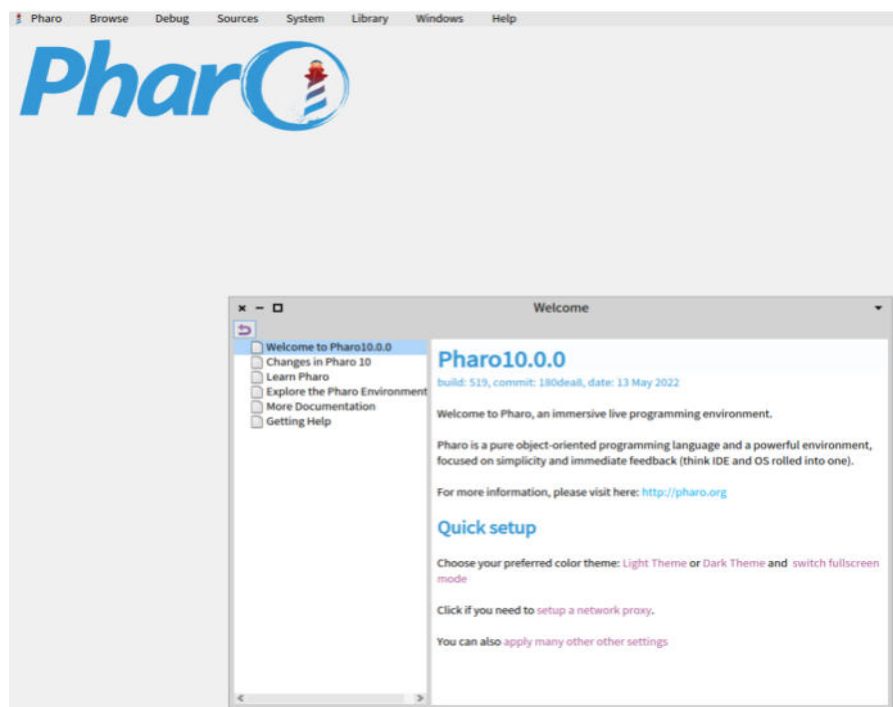 Pharo Browse Debug Sources System Library Windows Help
Pharo
Welcome
Welcome to Pharo10.0.0
Changes in Pharo 10
Learn Pharo
Explore the Pharo Environment
More Documentation
Getting Help
Pharo10.0.0
build: 519, commit: 180dea8, date: 13 May 2022
Welcome to Pharo, an immersive live programming environment.
Pharo is a pure object-oriented programming language and a powerful environment,
focused on simplicity and immediate feedback (think IDE and OS rolled into one).
For more information, please visit here: http://pharo.org
Quick setup
Choose your preferred color theme: Light Theme or Dark Theme and switch fullscreen
mode
Click if you need to setup a network proxy.
You can also apply many other other settings